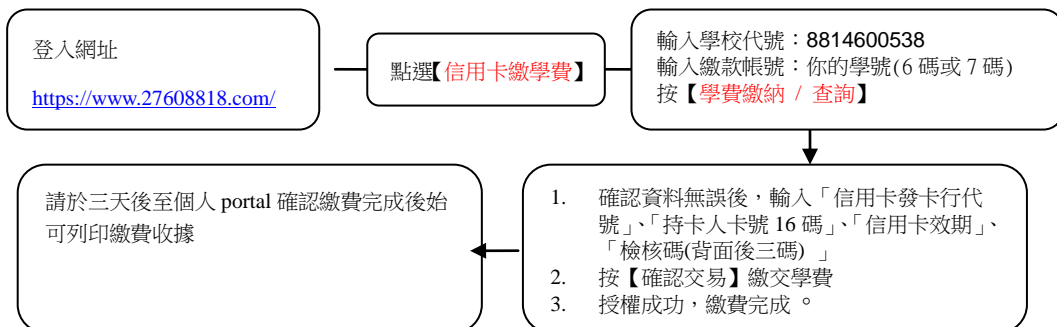 登入網址
https://www.27608818.com/
點選【信用卡繳學費】
輸入學校代號：8814600538
輸入繳款帳號：你的學號(6 碼或 7 碼)
按【學費繳納 / 查詢】
1. 確認資料無誤後，輸入「信用卡發卡行代
號」、「持卡人卡號 16 碼」、「信用卡效期」、
「檢核碼(背面後三碼) 」
2. 按【確認交易】繳交學費
3. 授權成功，繳費完成 。
請於三天後至個人 portal 確認繳費完成後始
可列印繳費收據